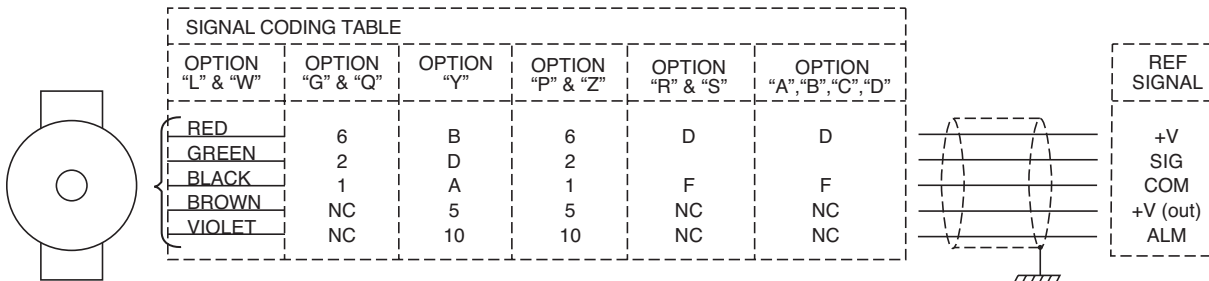 SIGNAL CODING TABLE
OPTION "L" & "W" OPTION "G" & "Q" OPTION "Y" OPTION "P" & "Z" OPTION "R" & "S" OPTION "A","B","C","D" REF SIGNAL
RED 6 B 6 D D +V
GREEN 2 D 2 SIG
BLACK 1 A 1 F F COM
BROWN NC 5 5 NC NC +V (out)
VIOLET NC 10 10 NC NC ALM